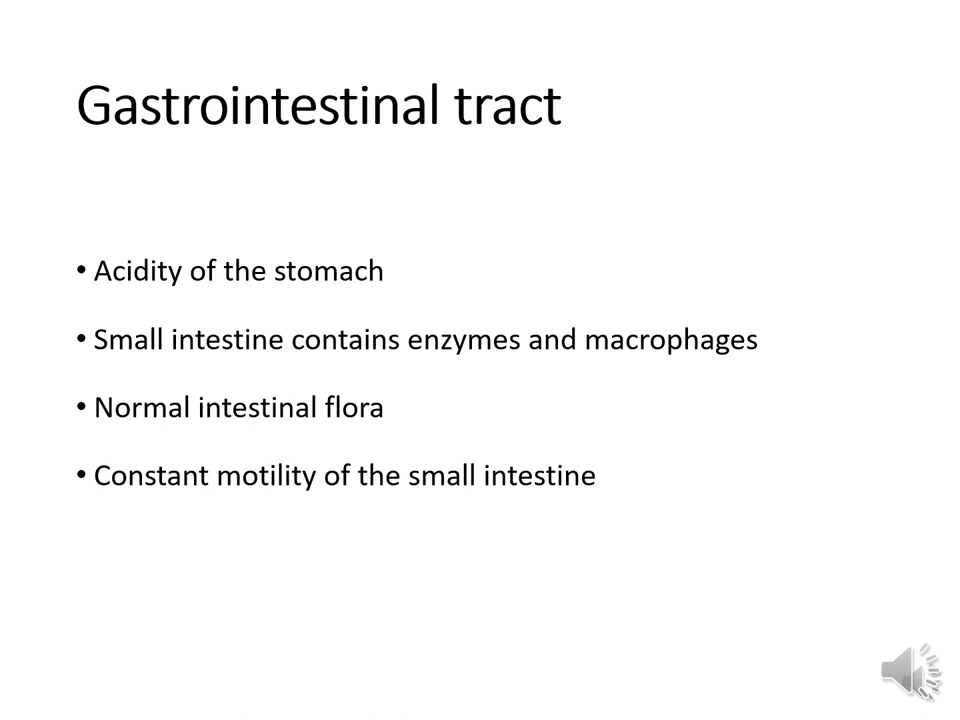 Gastrointestinal tract
• Acidity of the stomach
• Small intestine contains enzymes and macrophages
• Normal intestinal flora
• Constant motility of the small intestine